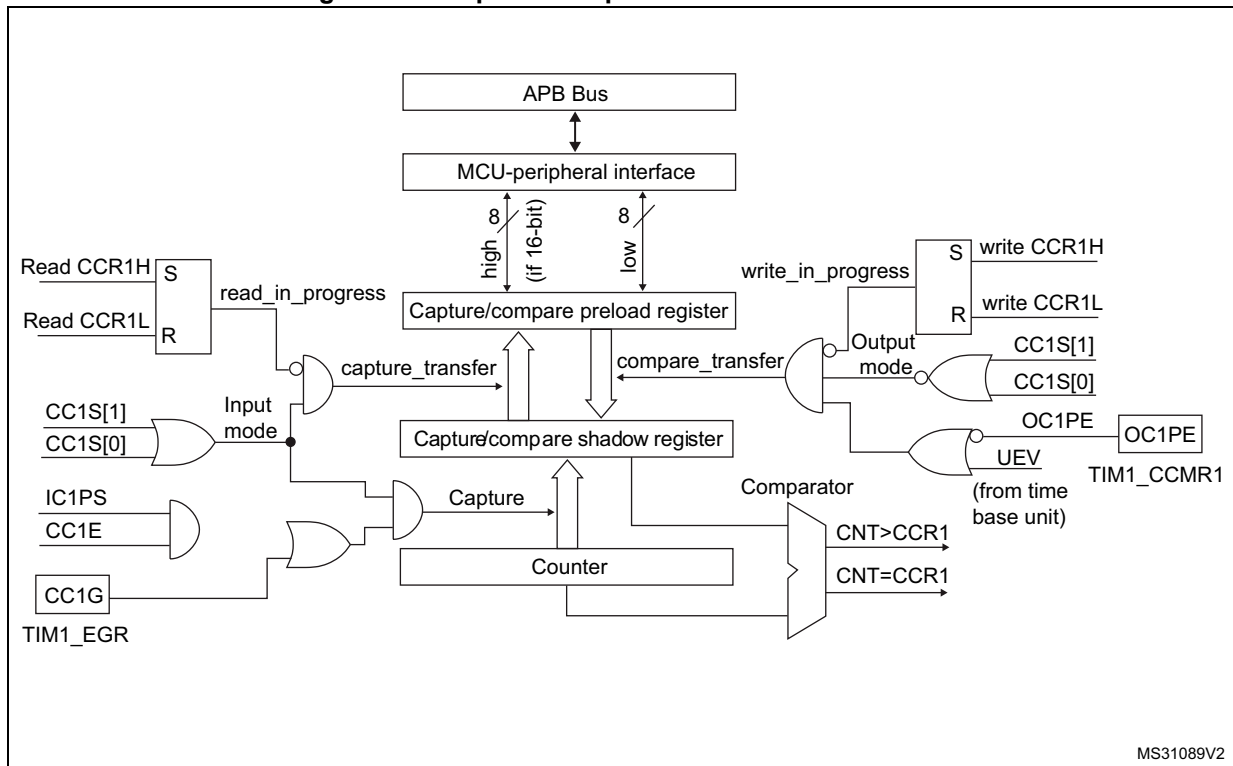 APB Bus
MCU-peripheral interface
8
high
(if 16-bit)
8
low
Read CCR1H
S
read_in_progress
Read CCR1L
R
write_in_progress
S
write CCR1H
R
write CCR1L
Capture/compare preload register
capture_transfer
compare_transfer
Output
mode
CC1S[1]
CC1S[0]
CC1S[1]
CC1S[0]
Input
mode
Capture/compare shadow register
OC1PE
OC1PE
UEV
TIM1_CCMR1
(from time
base unit)
IC1PS
CC1E
Capture
Comparator
CNT>CCR1
Counter
CNT=CCR1
CC1G
TIM1_EGR
MS31089V2